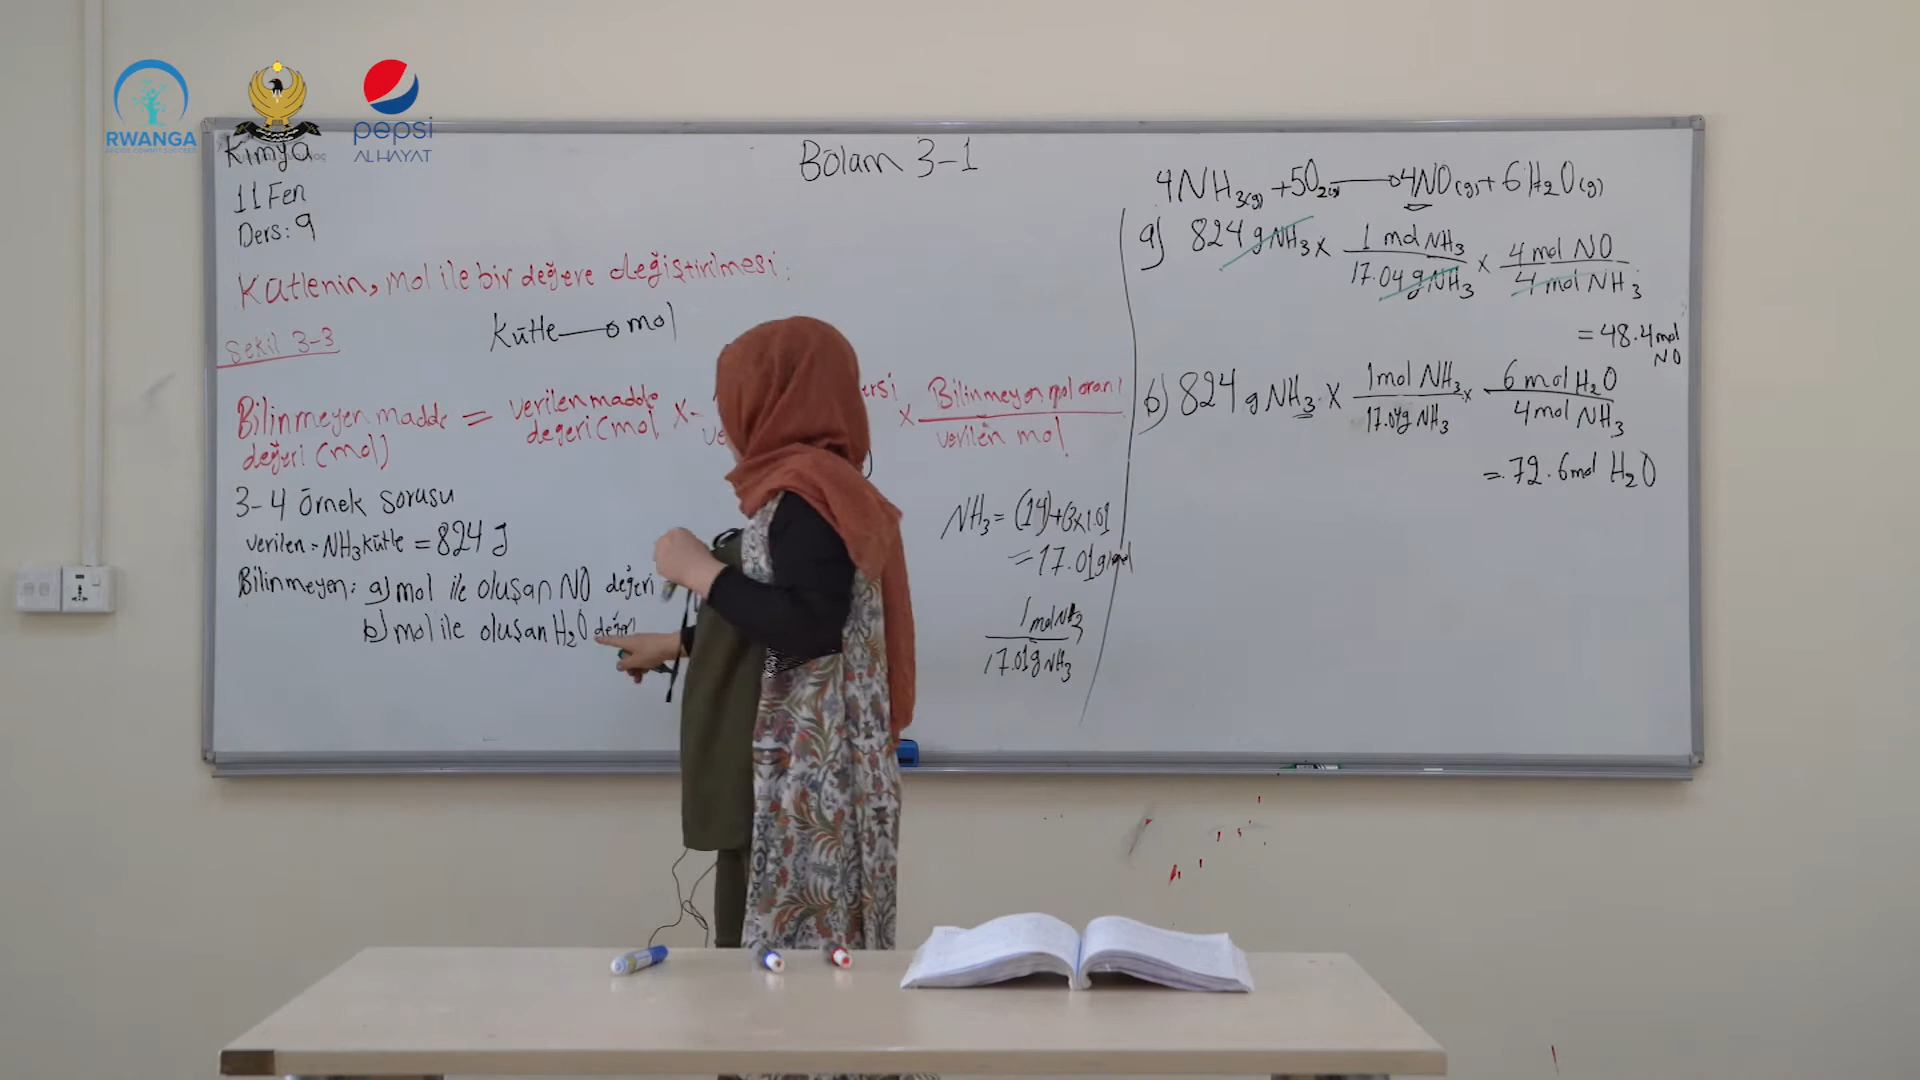 RWANGA
pepsi
AL HAYAT
Kimya
11 Fen
Ders: 9
Bölüm 3-1
Kütlenin, mol ile bir değere değiştirilmesi:
Kütle → mol
Şekil 3-3
Bilinmeyen madde değeri (mol) = verilen madde değeri (mol × × Bilinmeyen mol oranı / verilen mol
3-4 örnek sorusu
verilen = NH₃ kütle = 824 g
Bilinmeyen: a) mol ile oluşan NO değeri
b) mol ile oluşan H₂O değeri
NH₃ = (14)+(3×1.01
= 17.01 g/mol
1 mol NH₃ / 17.01 g NH₃
4NH₃(g) + 5O₂(g) → 4NO(g) + 6H₂O(g)
a) 824 g NH₃ × 1 mol NH₃ / 17.04 g NH₃ × 4 mol NO / 4 mol NH₃
= 48.4 mol NO
b) 824 g NH₃ × 1 mol NH₃ / 17.04 g NH₃ × 6 mol H₂O / 4 mol NH₃
= 72.6 mol H₂O